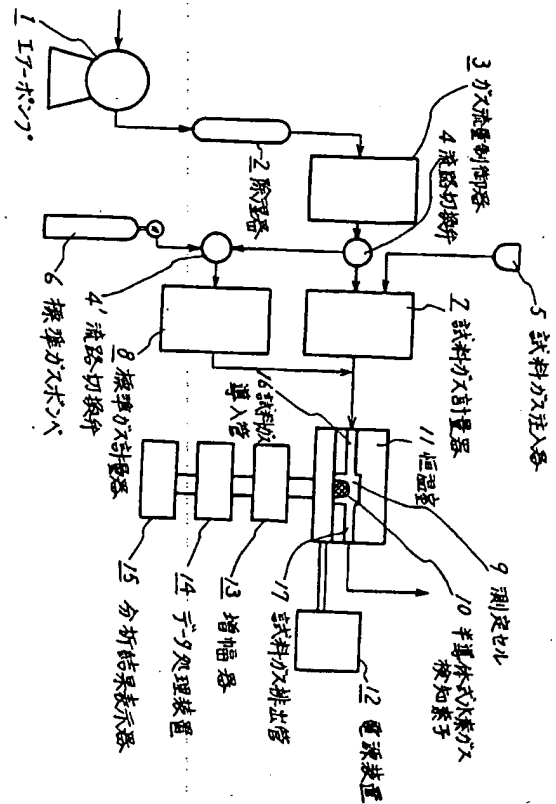 1 エアーポンプ
2 除湿器
3 ガス流量制御器
4 流路切換弁
4' 流路切換弁
5 試料ガス注入器
6 標準ガスボンベ
7 試料ガス計量器
8 標準ガス計量器
9 測定セル
10 半導体式水素ガス
検知素子
11 恒温室
12 電源装置
13 増幅器
14 データ処理装置
15 分析結果表示器
16 試料ガス
導入管
17 試料ガス排出管